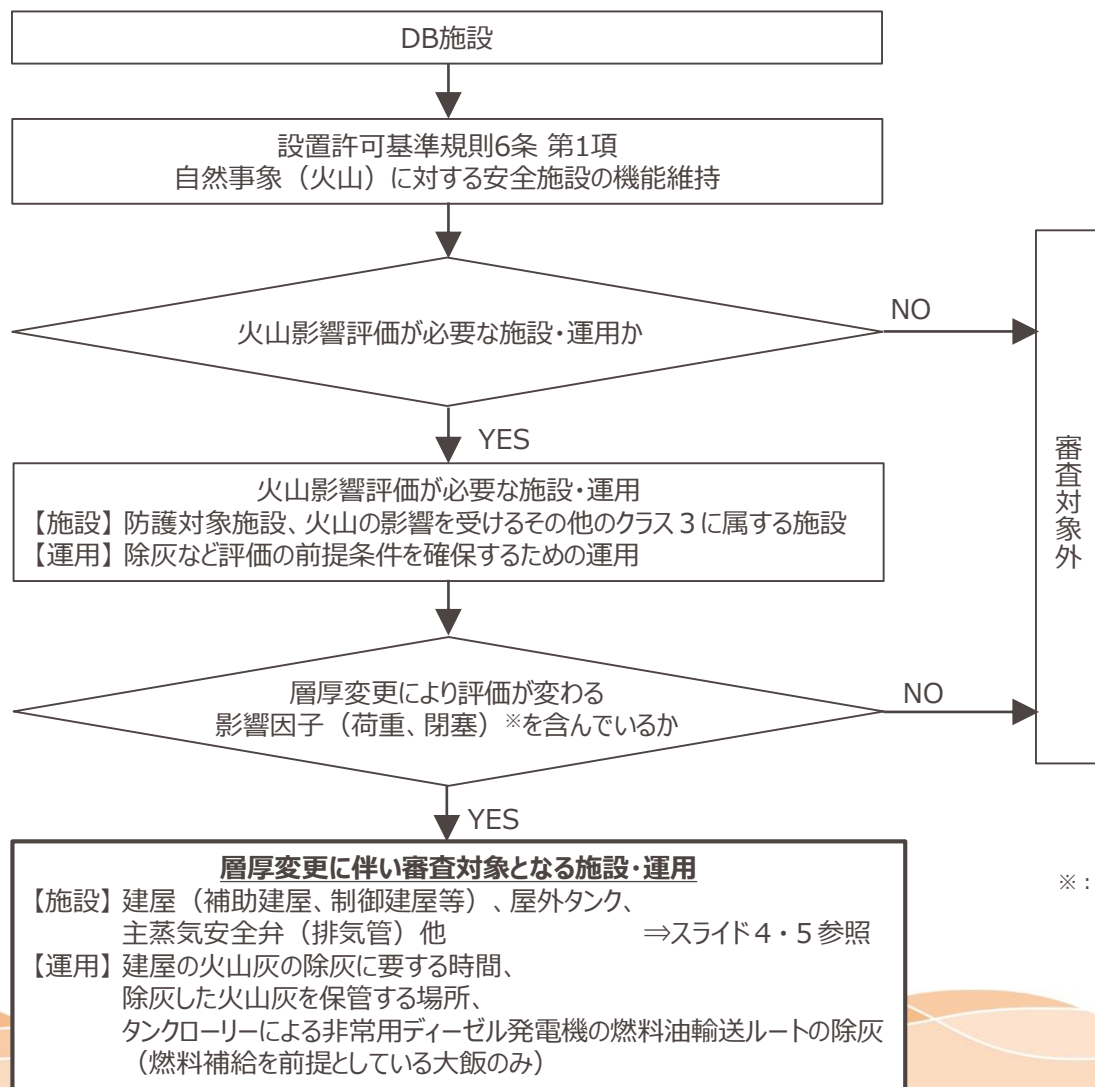 DB施設
設置許可基準規則6条 第1項
自然事象（火山）に対する安全施設の機能維持
火山影響評価が必要な施設・運用か
NO
YES
火山影響評価が必要な施設・運用
【施設】防護対象施設、火山の影響を受けるその他のクラス３に属する施設
【運用】除灰など評価の前提条件を確保するための運用
層厚変更により評価が変わる
影響因子（荷重、閉塞）※を含んでいるか
NO
審査対象外
YES
層厚変更に伴い審査対象となる施設・運用
【施設】建屋（補助建屋、制御建屋等）、屋外タンク、
主蒸気安全弁（排気管）他 ⇒スライド４・５参照
【運用】建屋の火山灰の除灰に要する時間、
除灰した火山灰を保管する場所、
タンクローリーによる非常用ディーゼル発電機の燃料油輸送ルートの除灰
（燃料補給を前提としている大飯のみ）
※：